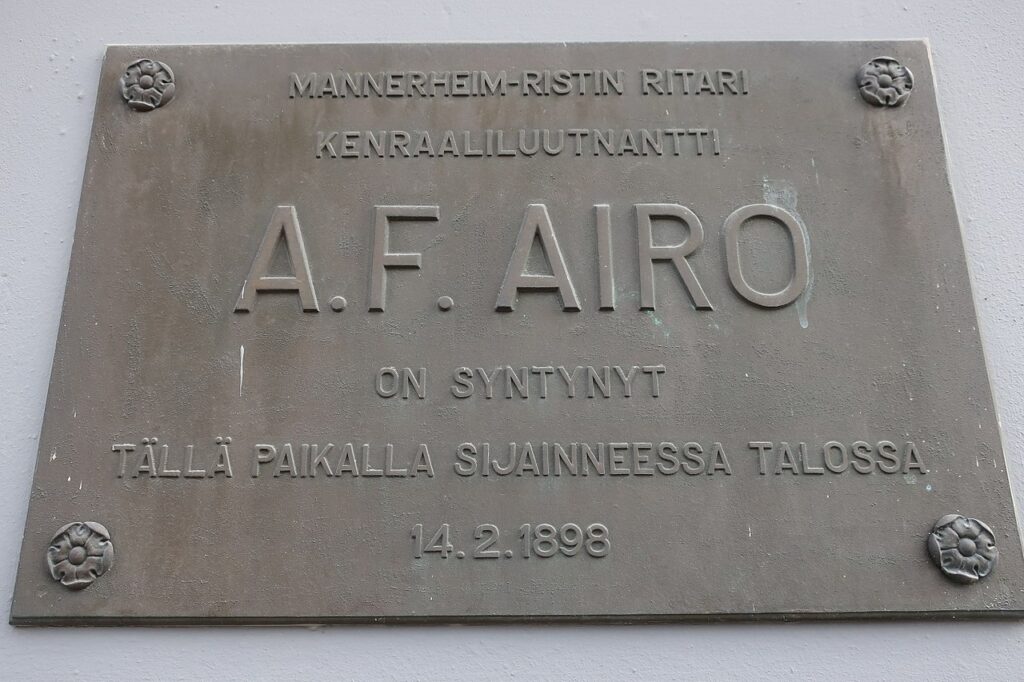 MANNERHEIM-RISTIN RITARI
KENRAALILUUTNANTTI
A. F. AIRO
ON SYNTYNYT
TÄLLÄ PAIKALLA SIJAINNEESSA TALOSSA
14.2.1898